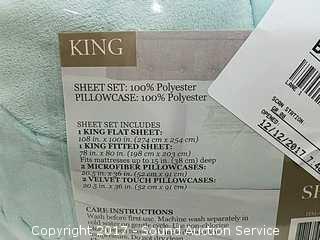 KING
SHEET SET: 100% Polyester
PILLOWCASE: 100% Polyester
SHEET SET INCLUDES
1 KING FLAT SHEET:
108 in. x 100 in. (274 cm x 254 cm)
1 KING FITTED SHEET:
78 in. x 80 in. (198 cm x 203 cm)
Fits mattresses up to 15 in. (38 cm) deep
2 MICROFIBER PILLOWCASES:
20.5 in. x 36 in. (52 cm x 91 cm)
2 VELVET TOUCH PILLOWCASES:
20.5 in. x 36 in. (52 cm x 91 cm)
CARE INSTRUCTIONS
Wash before first use. Machine wash separately in
LANE
SCAN STATION
OPENED:
12/12/2017
Copyright © 2017 - Sound Auction Service